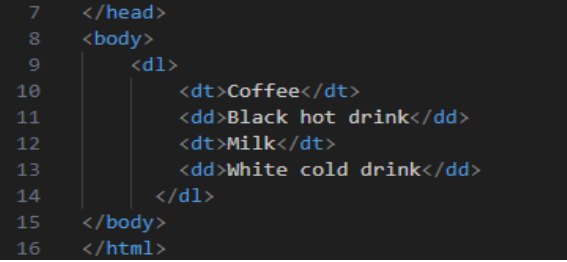 7 </head>
8 <body>
9 <dl>
10 <dt>Coffee</dt>
11 <dd>Black hot drink</dd>
12 <dt>Milk</dt>
13 <dd>White cold drink</dd>
14 </dl>
15 </body>
16 </html>